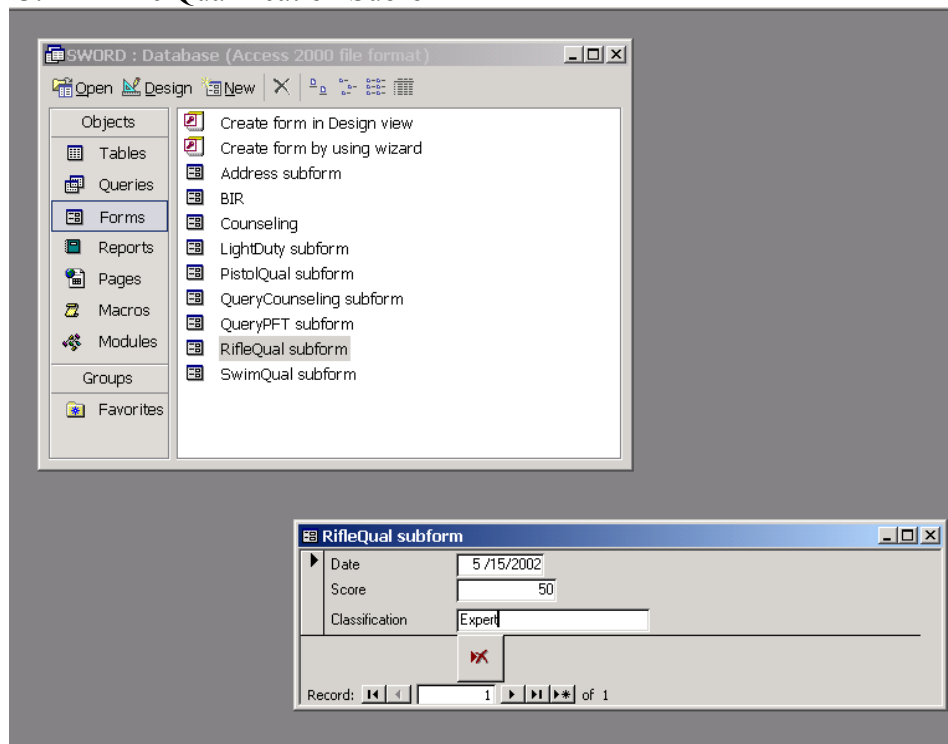 SWORD : Database (Access 2000 file format)
Open Design New
Objects
Tables
Queries
Forms
Reports
Pages
Macros
Modules
Groups
Favorites
Create form in Design view
Create form by using wizard
Address subform
BIR
Counseling
LightDuty subform
PistolQual subform
QueryCounseling subform
QueryPFT subform
RifleQual subform
SwimQual subform
RifleQual subform
Date 5 /15/2002
Score 50
Classification Expert
Record: 1 of 1